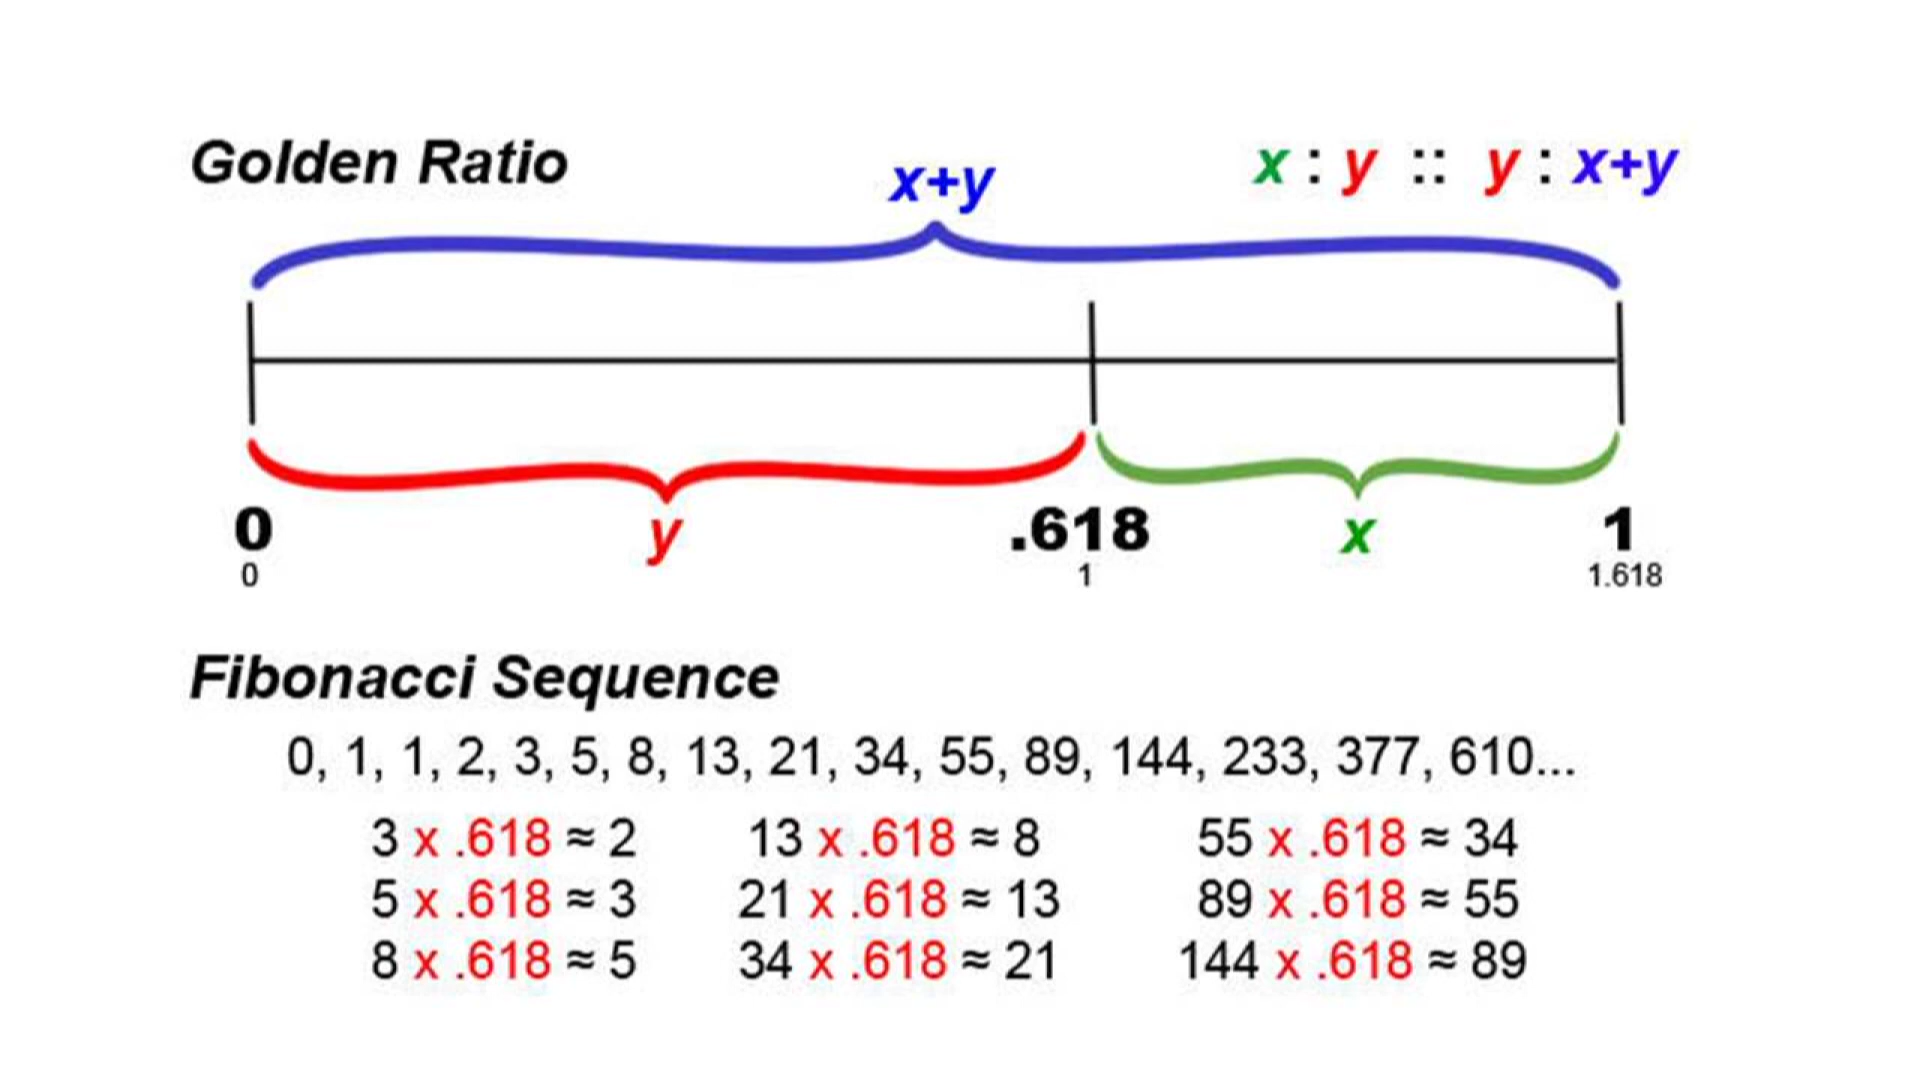 Golden Ratio
x+y
x : y :: y : x+y
0 y .618 x 1
0 1 1.618
Fibonacci Sequence
0, 1, 1, 2, 3, 5, 8, 13, 21, 34, 55, 89, 144, 233, 377, 610...
3 x .618 ≈ 2 13 x .618 ≈ 8 55 x .618 ≈ 34
5 x .618 ≈ 3 21 x .618 ≈ 13 89 x .618 ≈ 55
8 x .618 ≈ 5 34 x .618 ≈ 21 144 x .618 ≈ 89